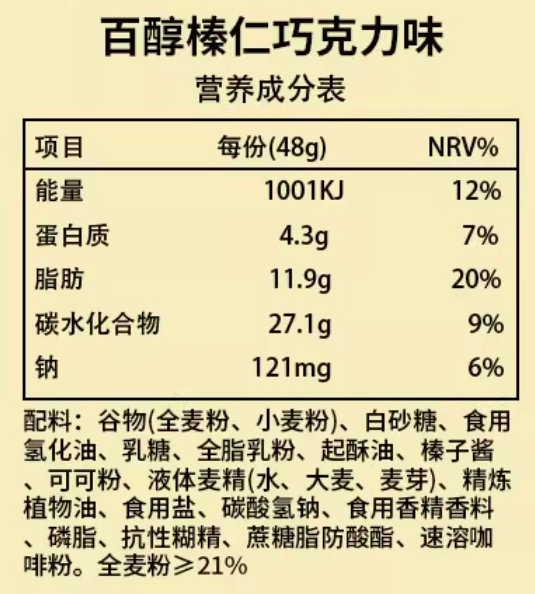 百醇榛仁巧克力味
营养成分表
项目 每份(48g) NRV%
能量 1001KJ 12%
蛋白质 4.3g 7%
脂肪 11.9g 20%
碳水化合物 27.1g 9%
钠 121mg 6%
配料：谷物(全麦粉、小麦粉)、白砂糖、食用
氢化油、乳糖、全脂乳粉、起酥油、榛子酱
、可可粉、液体麦精(水、大麦、麦芽)、精炼
植物油、食用盐、碳酸氢钠、食用香精香料
、磷脂、抗性糊精、蔗糖脂防酸酯、速溶咖
啡粉。全麦粉≥21%